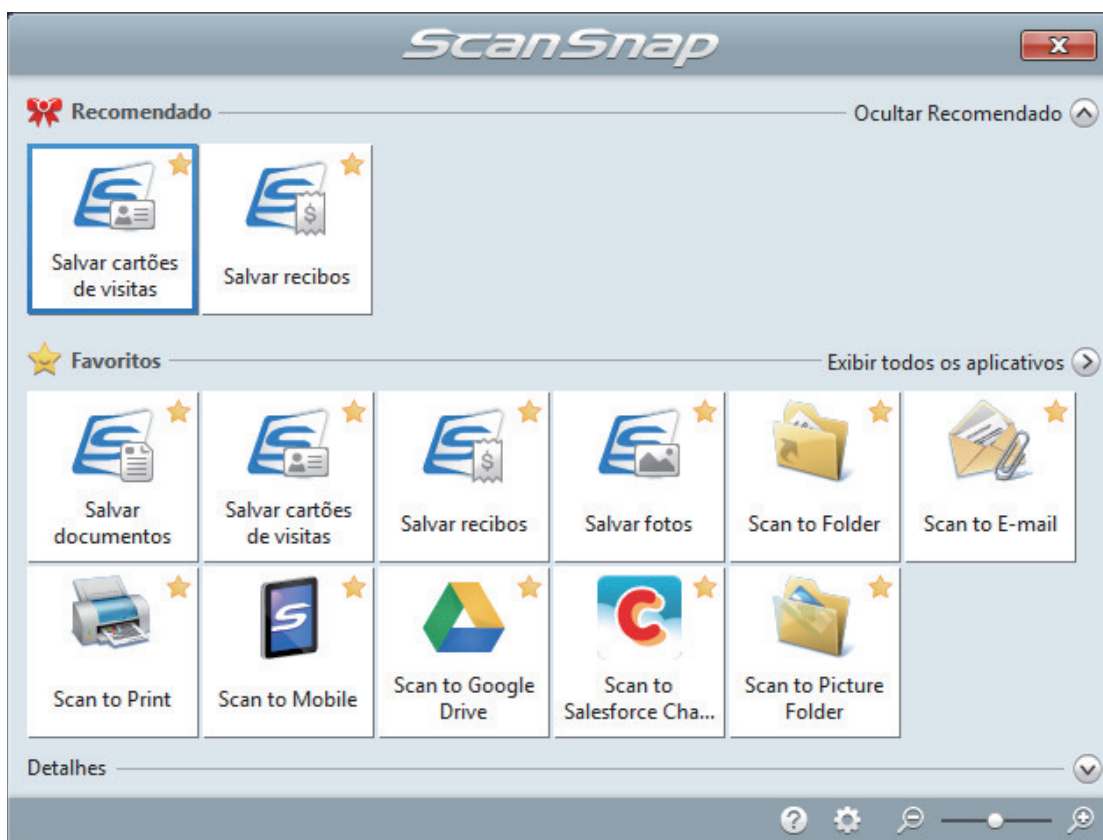 ScanSnap
Recomendado
Ocultar Recomendado
Salvar cartões
de visitas
Salvar recibos
Favoritos
Exibir todos os aplicativos
Salvar
documentos
Salvar cartões
de visitas
Salvar recibos
Salvar fotos
Scan to Folder
Scan to E-mail
Scan to Print
Scan to Mobile
Scan to Google
Drive
Scan to
Salesforce Cha...
Scan to Picture
Folder
Detalhes